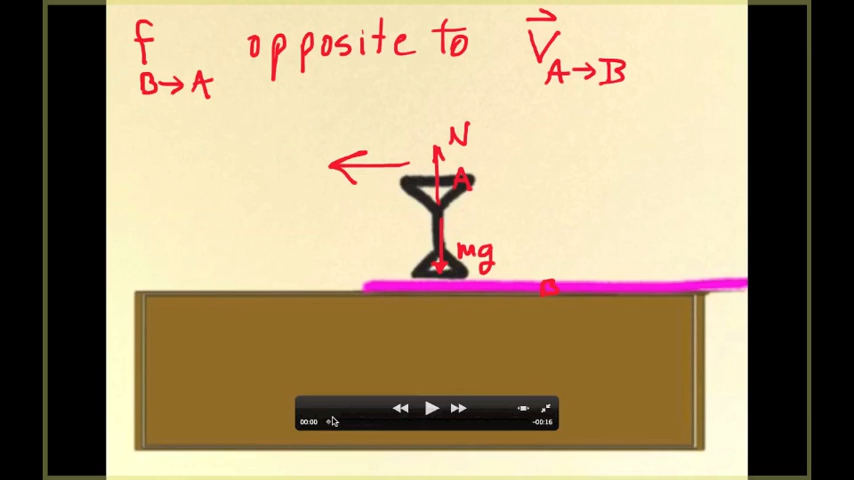 f B→A opposite to V⃗ A→B
N
A
mg
B
00:00 -00:16